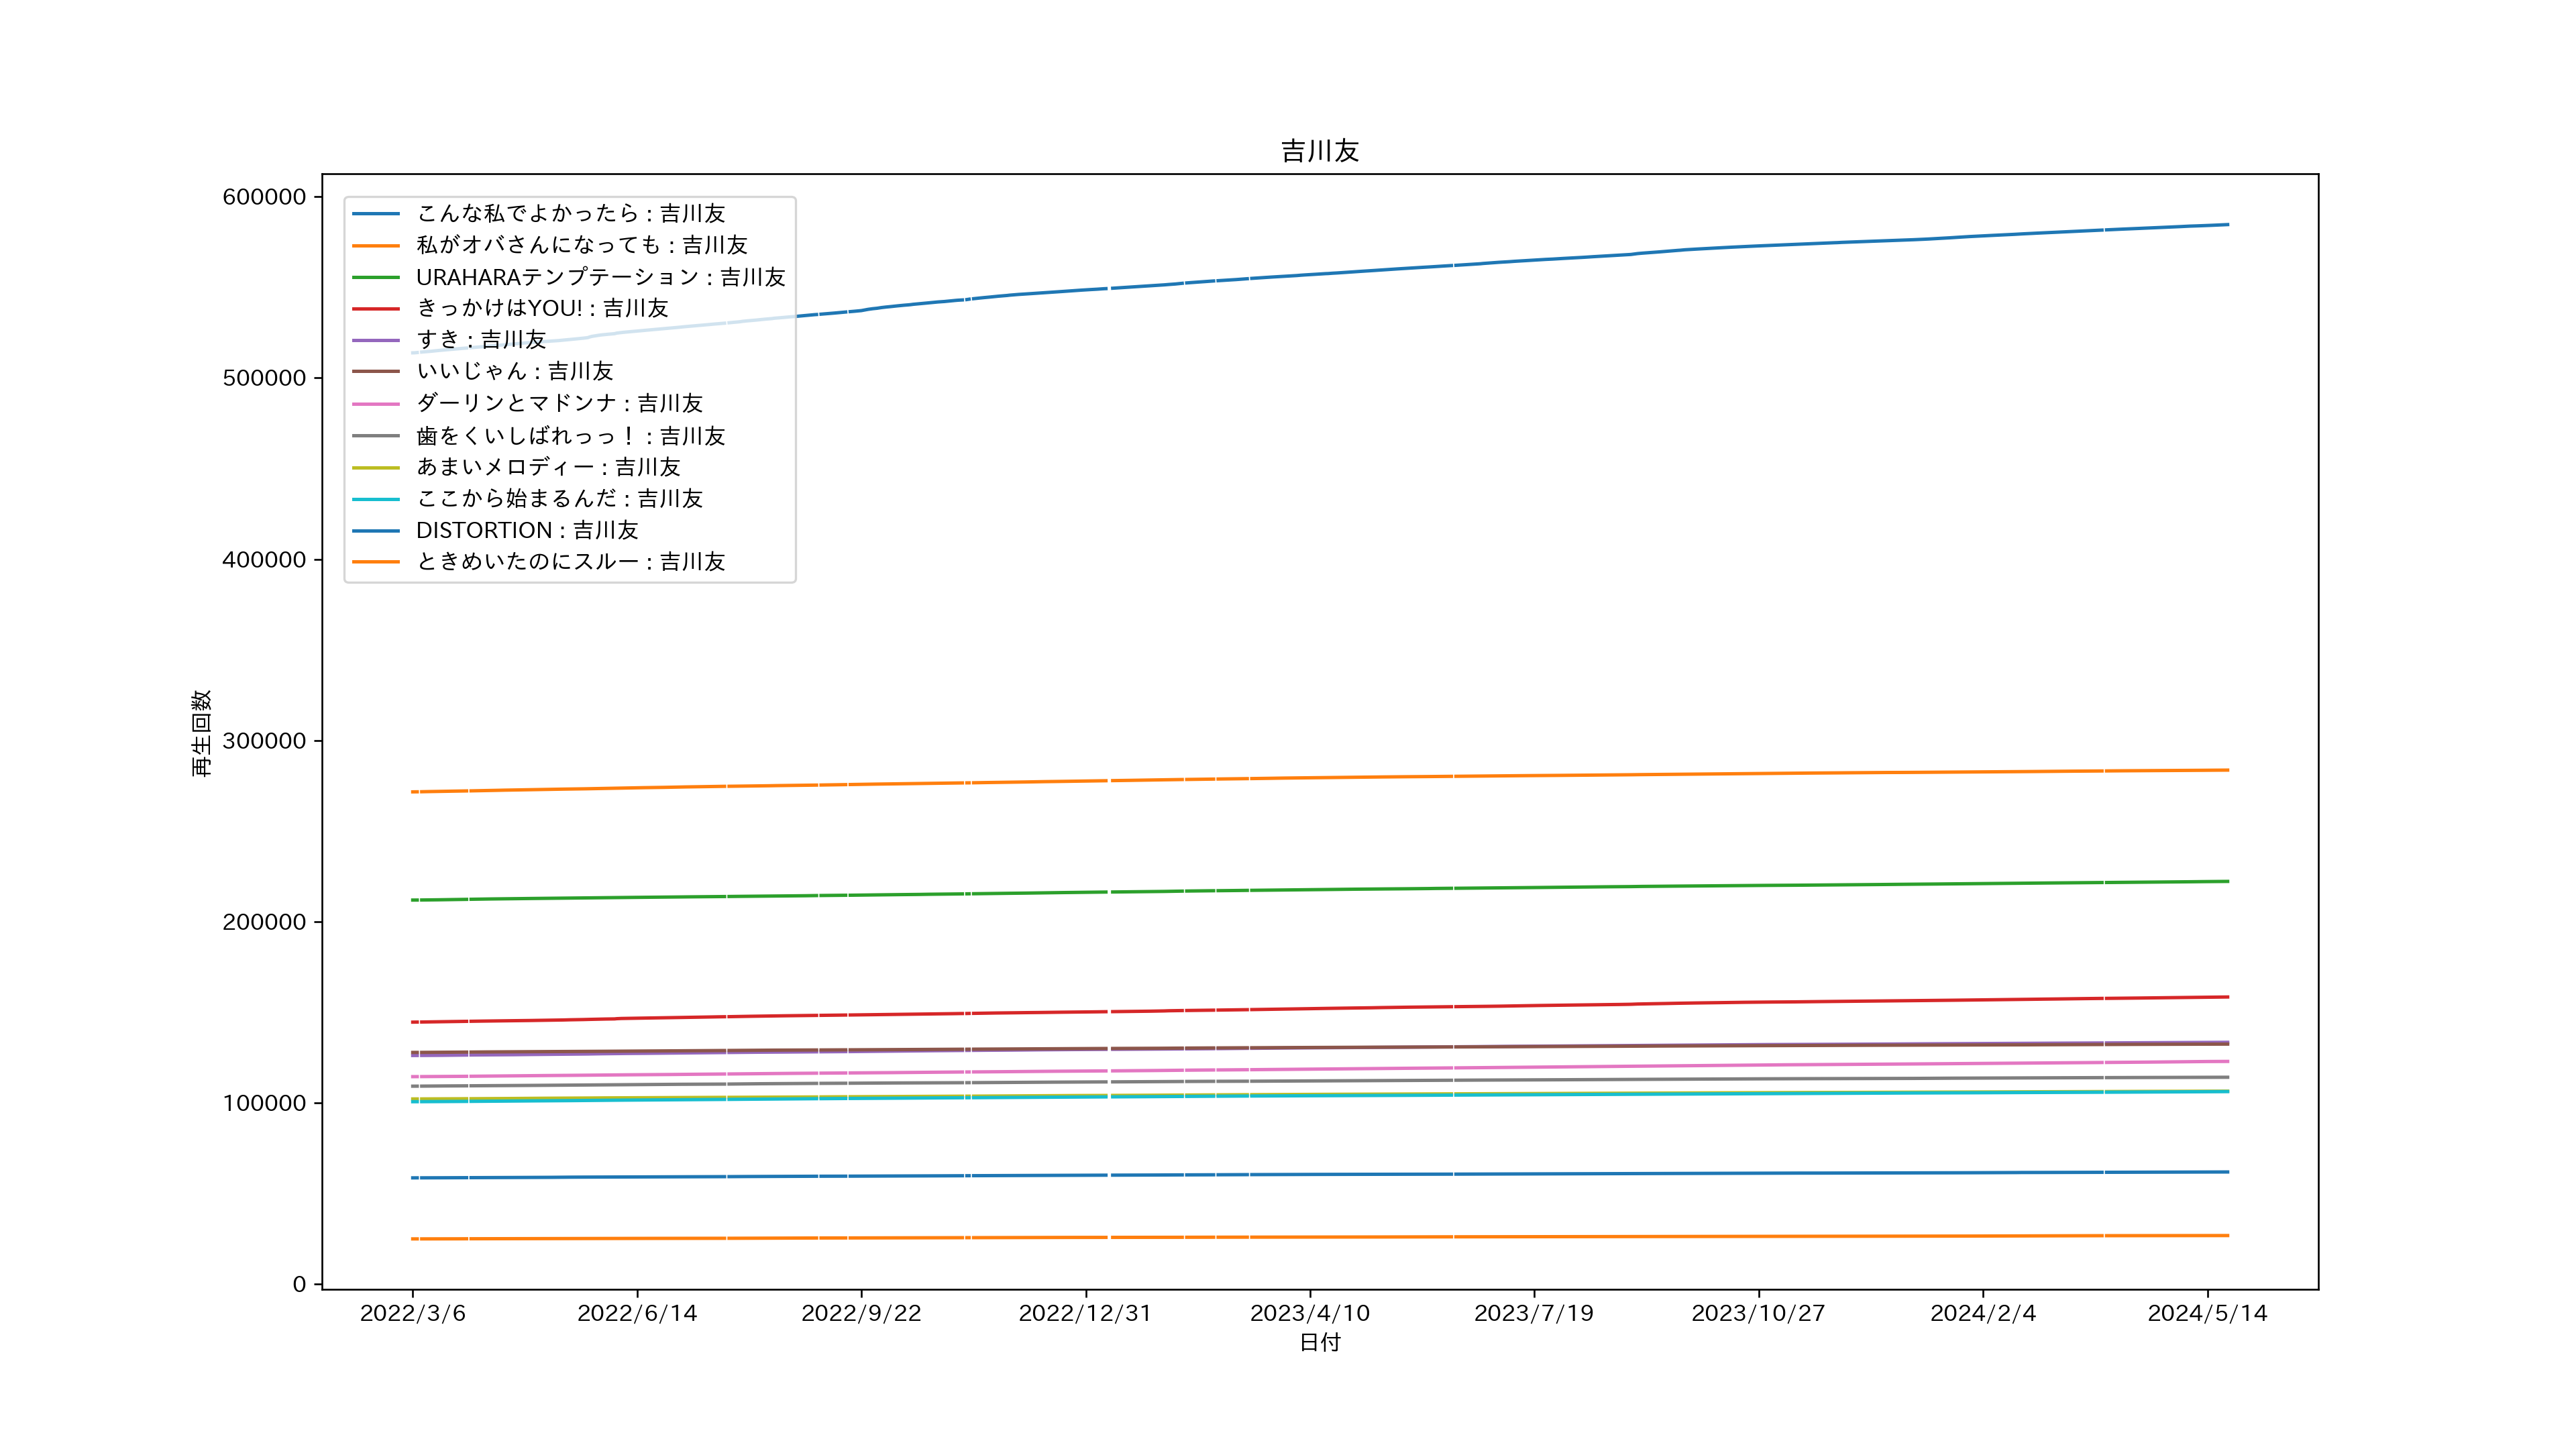 吉川友
600000
500000
400000
300000
200000
100000
0
再生回数
こんな私でよかったら : 吉川友
私がオバさんになっても : 吉川友
URAHARAテンプテーション : 吉川友
きっかけはYOU! : 吉川友
すき : 吉川友
いいじゃん : 吉川友
ダーリンとマドンナ : 吉川友
歯をくいしばれっっ！ : 吉川友
あまいメロディー : 吉川友
ここから始まるんだ : 吉川友
DISTORTION : 吉川友
ときめいたのにスルー : 吉川友
2022/3/6 2022/6/14 2022/9/22 2022/12/31 2023/4/10 2023/7/19 2023/10/27 2024/2/4 2024/5/14
日付